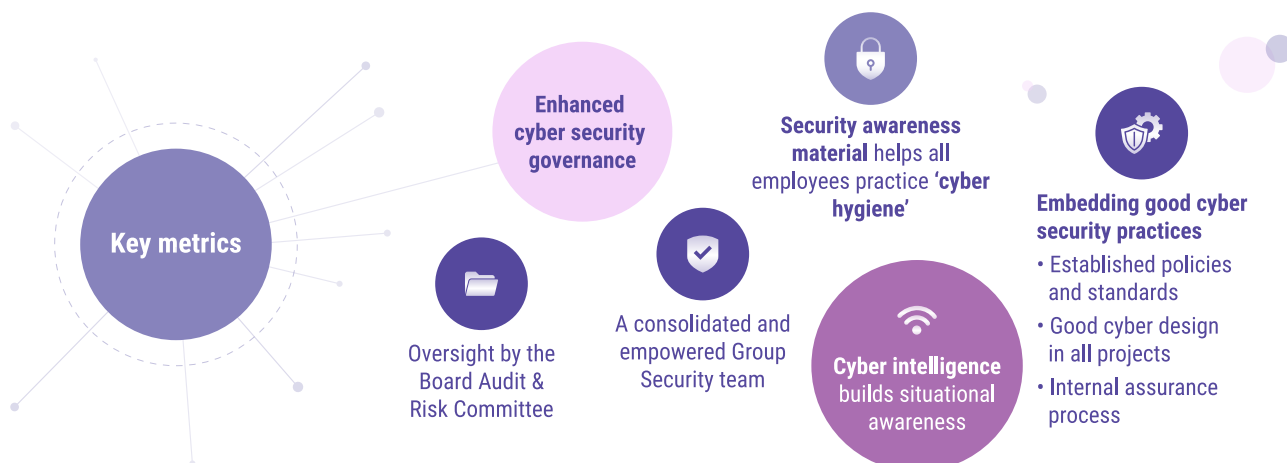 Key metrics
Enhanced
cyber security
governance
Oversight by the
Board Audit &
Risk Committee
A consolidated and
empowered Group
Security team
Security awareness
material helps all
employees practice ‘cyber
hygiene’
Cyber intelligence
builds situational
awareness
Embedding good cyber
security practices
• Established policies
and standards
• Good cyber design
in all projects
• Internal assurance
process